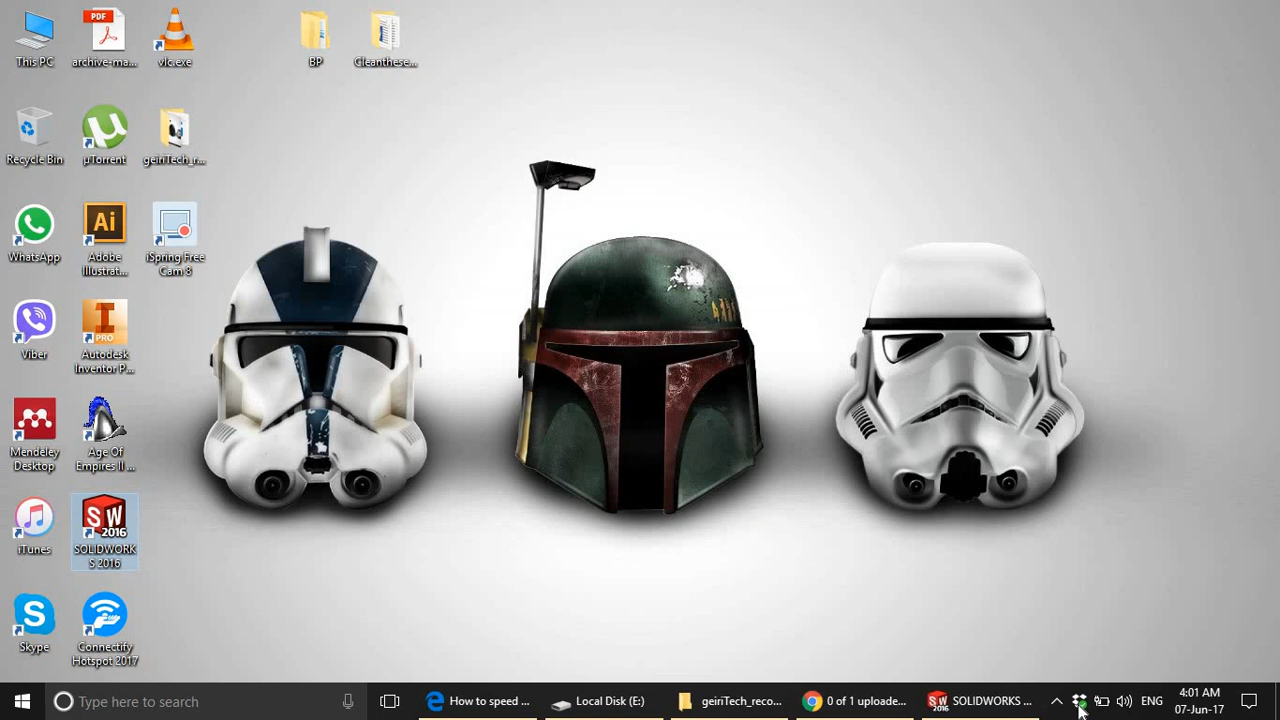 This PC
archive-ma...
vlc.exe
BP
Cleanthese...
Recycle Bin
µTorrent
geiriTech_r...
WhatsApp
Adobe
Illustrat...
iSpring Free
Cam 8
Viber
Autodesk
Inventor P...
Mendeley
Desktop
Age Of
Empires II ...
iTunes
SOLIDWORK
S 2016
Skype
Connectify
Hotspot 2017
PDF
Ai
PRO
SW
2016
S
Type here to search
How to speed ...
Local Disk (E:)
geiriTech_reco...
0 of 1 uploade...
SOLIDWORKS ...
ENG
4:01 AM
07-Jun-17